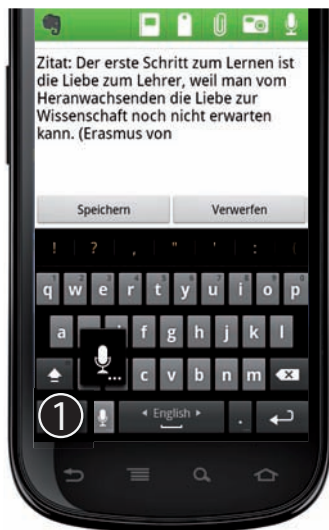 Zitat: Der erste Schritt zum Lernen ist
die Liebe zum Lehrer, weil man vom
Heranwachsenden die Liebe zur
Wissenschaft noch nicht erwarten
kann. (Erasmus von
Speichern Verwerfen
! ? , " ' : (
q w e r t y u i o p
a f g h j k l
... c v b n m
1 English .